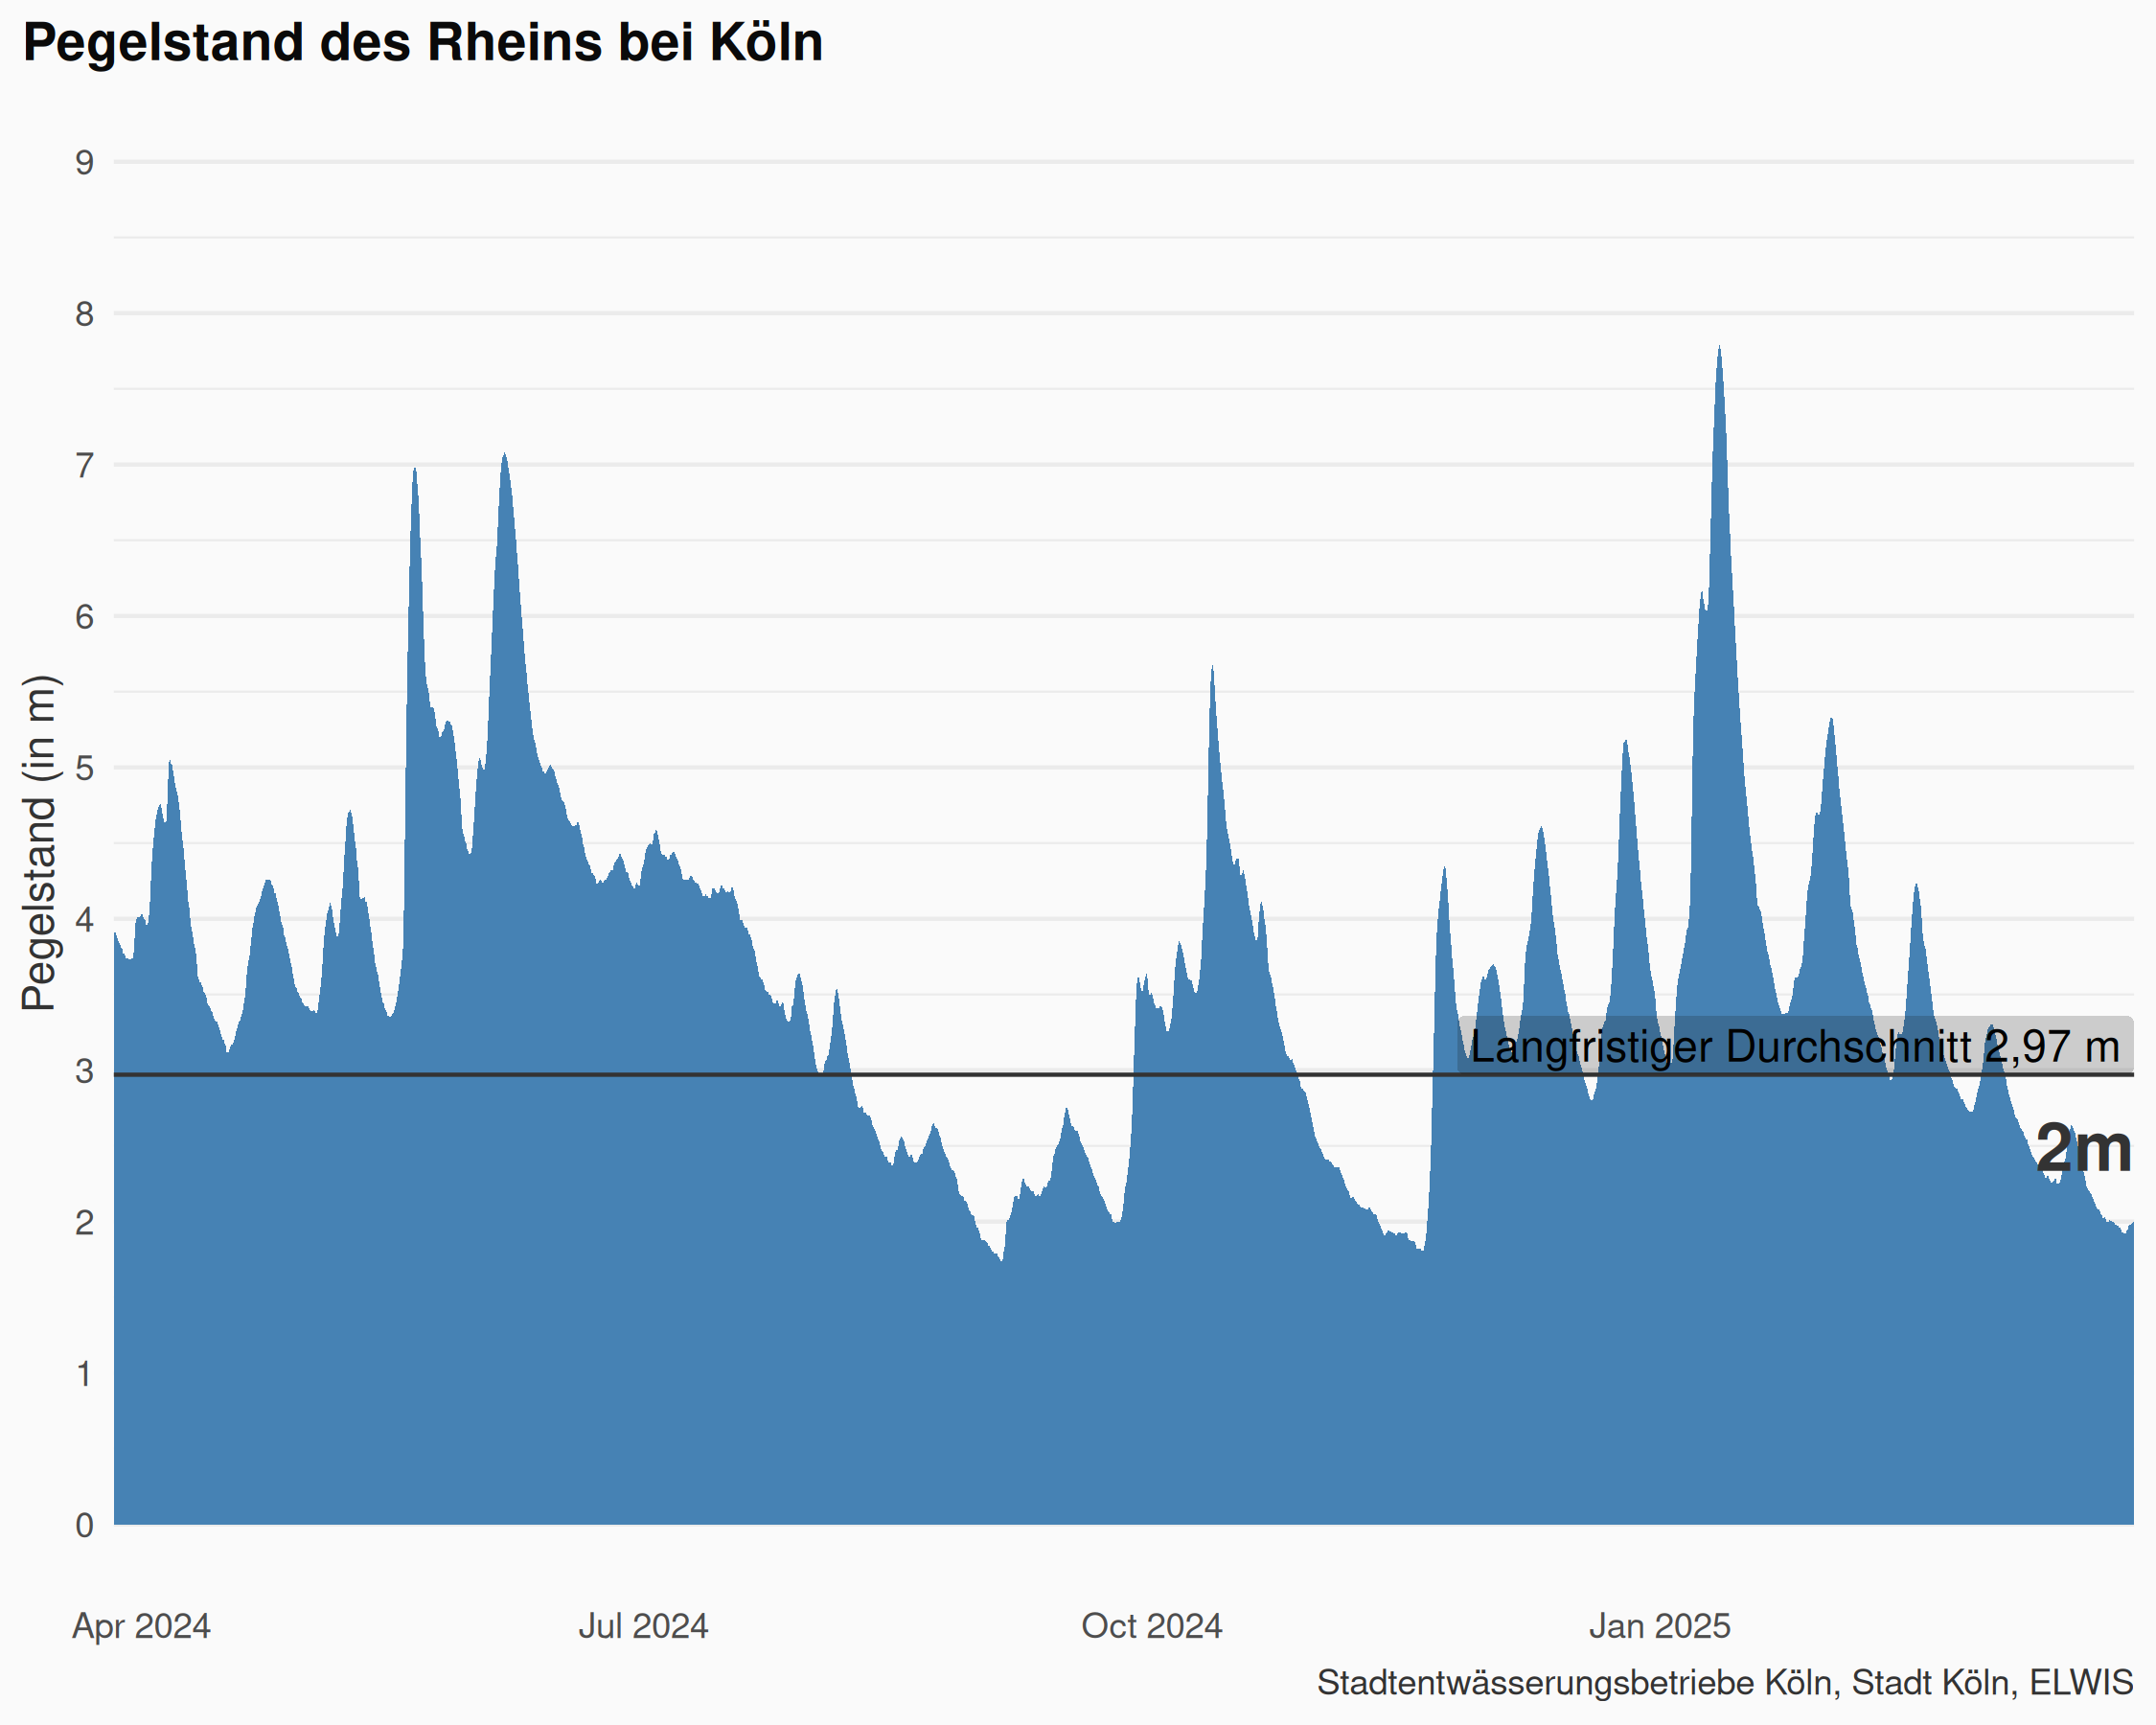 Pegelstand des Rheins bei Köln
Pegelstand (in m)
9
8
7
6
5
4
3
2
1
0
Langfristiger Durchschnitt 2,97 m
2m
Apr 2024
Jul 2024
Oct 2024
Jan 2025
Stadtentwässerungsbetriebe Köln, Stadt Köln, ELWIS